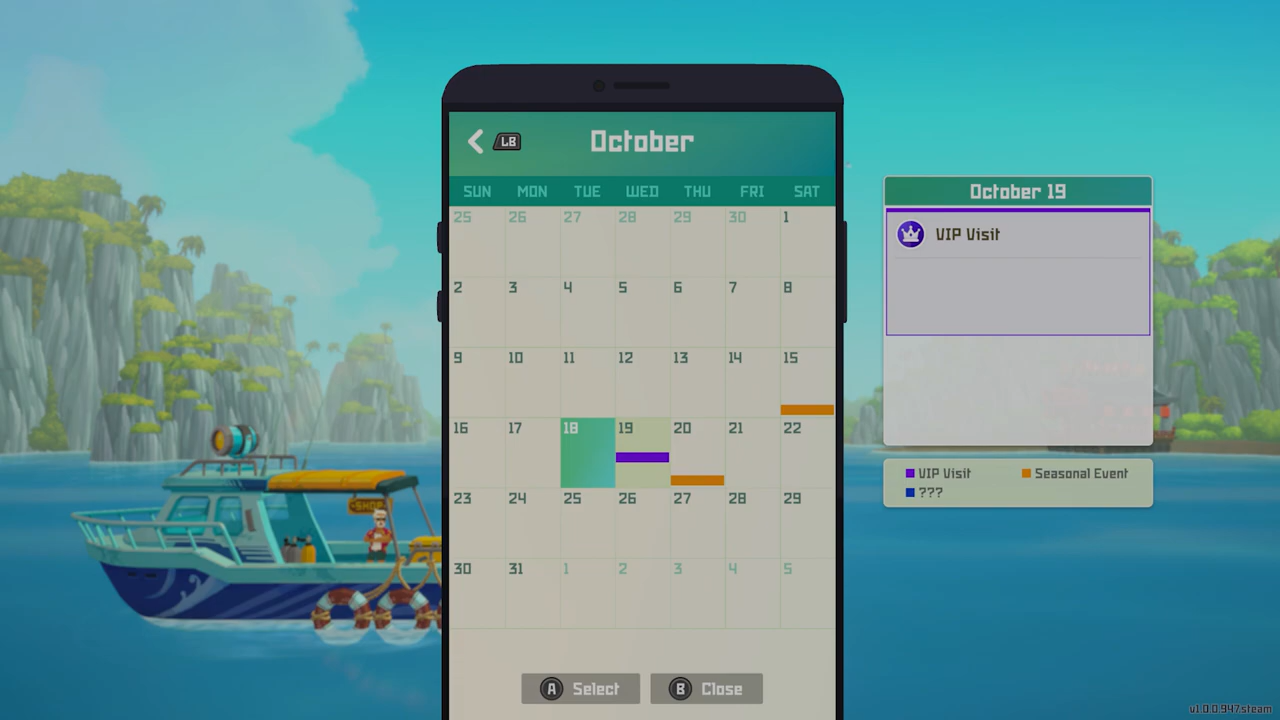 LB October
SUN MON TUE WED THU FRI SAT
25 26 27 28 29 30 1
2 3 4 5 6 7 8
9 10 11 12 13 14 15
16 17 18 19 20 21 22
23 24 25 26 27 28 29
30 31 1 2 3 4 5
A Select B Close
October 19
VIP Visit
VIP Visit Seasonal Event
???
SHOP
v1.0.0.947.steam